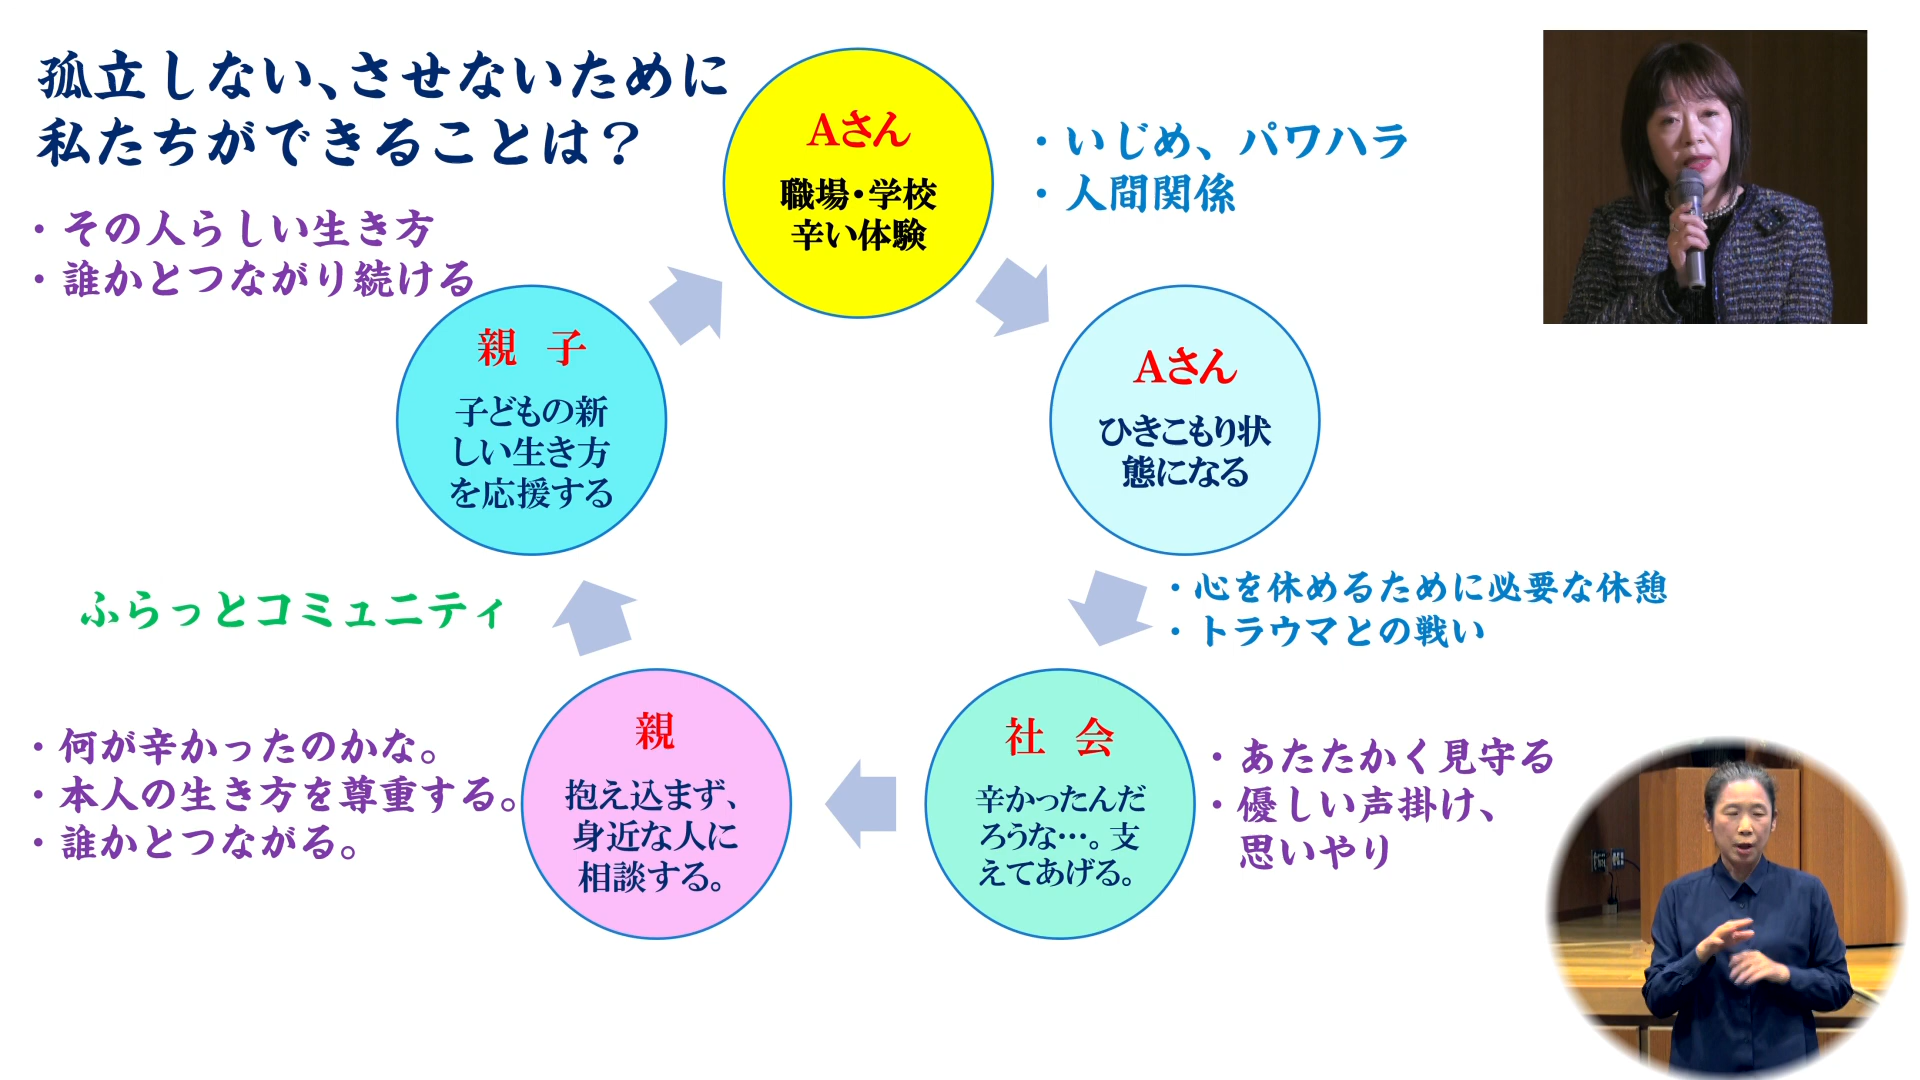 孤立しない、させないために
私たちができることは？
Aさん
職場・学校
辛い体験
・いじめ、パワハラ
・人間関係
Aさん
ひきこもり状
態になる
・心を休めるために必要な休憩
・トラウマとの戦い
社 会
辛かったんだ
ろうな…。支
えてあげる。
・あたたかく見守る
・優しい声掛け、
思いやり
親
抱え込まず、
身近な人に
相談する。
・何が辛かったのかな。
・本人の生き方を尊重する。
・誰かとつながる。
ふらっとコミュニティ
親 子
子どもの新
しい生き方
を応援する
・その人らしい生き方
・誰かとつながり続ける